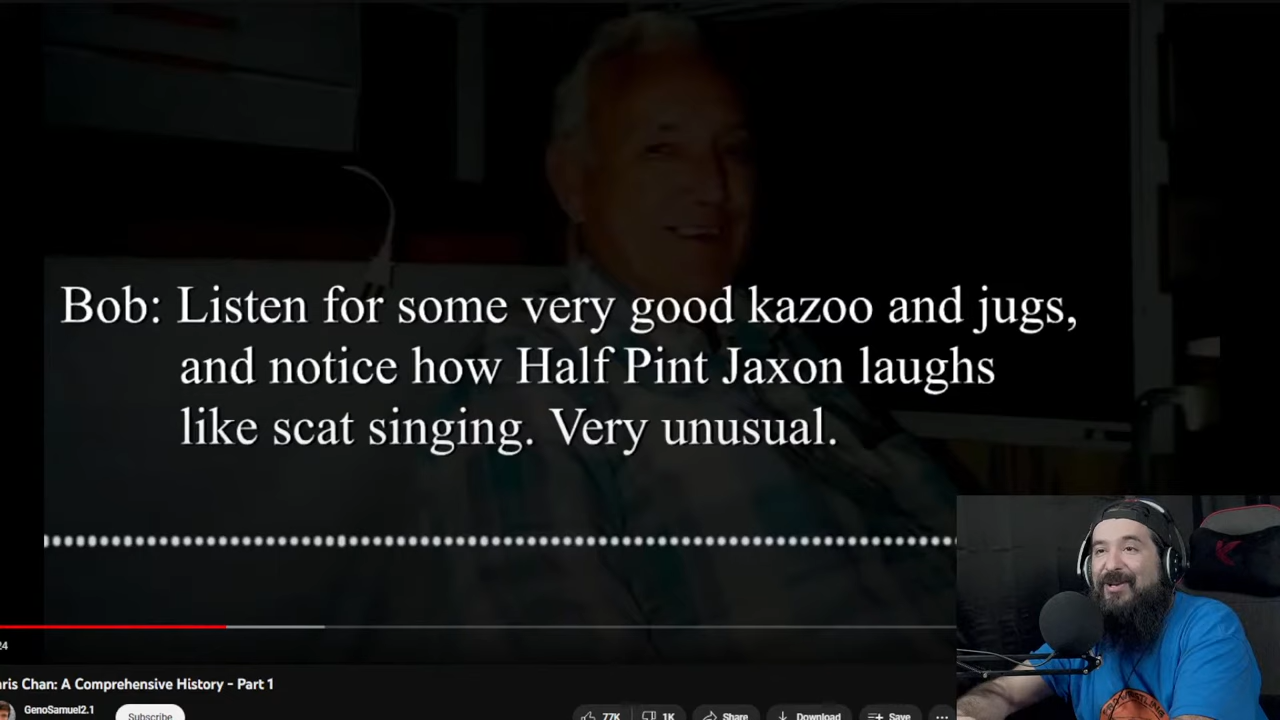 Bob: Listen for some very good kazoo and jugs,
and notice how Half Pint Jaxon laughs
like scat singing. Very unusual.
24
ris Chan: A Comprehensive History - Part 1
GenoSamuel2.1
Subscribe
77K
1K
Share
Download
Save